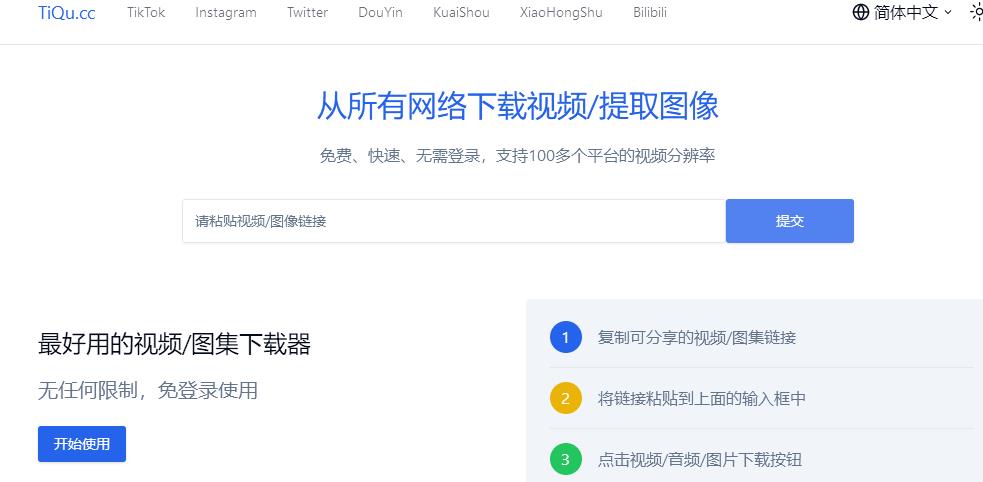 TiQu.cc TikTok Instagram Twitter DouYin KuaiShou XiaoHongShu Bilibili 简体中文
从所有网络下载视频/提取图像
免费、快速、无需登录，支持100多个平台的视频分辨率
请粘贴视频/图像链接 提交
最好用的视频/图集下载器
无任何限制，免登录使用
开始使用
1 复制可分享的视频/图集链接
2 将链接粘贴到上面的输入框中
3 点击视频/音频/图片下载按钮